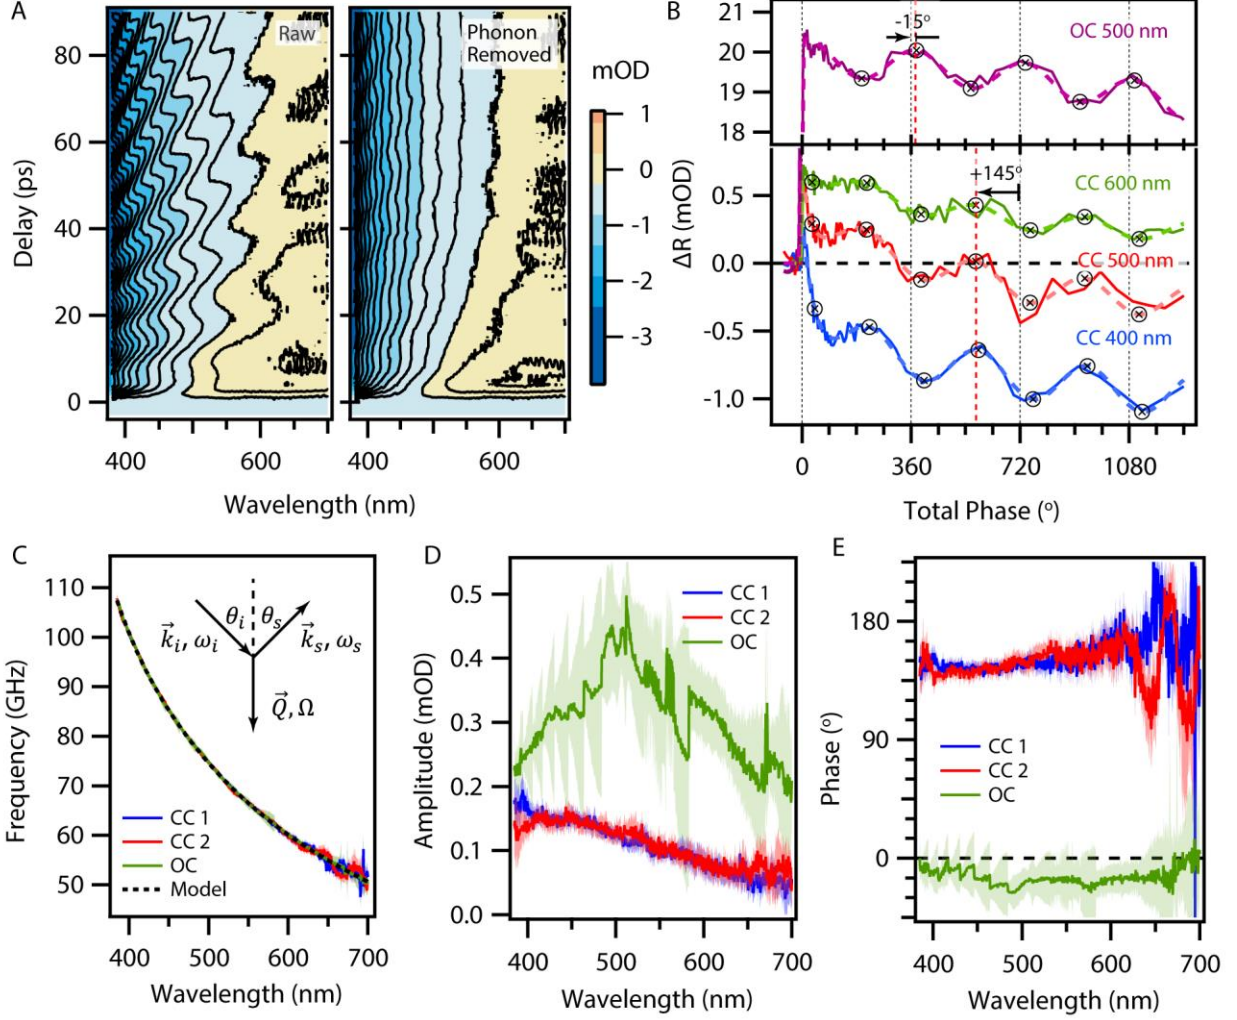 A
Raw
Phonon
Removed
80
60
40
20
0
Delay (ps)
400
600
400
600
Wavelength (nm)
mOD
1
0
-1
-2
-3
B
21
20
19
18
OC 500 nm
-15°
0.5
0.0
-0.5
-1.0
ΔR (mOD)
CC 600 nm
+145°
CC 500 nm
CC 400 nm
0
360
720
1080
Total Phase (°)
C
110
100
90
80
70
60
50
Frequency (GHz)
θi
θs
k⃗i, ωi
k⃗s, ωs
Q⃗, Ω
CC 1
CC 2
OC
Model
400
500
600
700
Wavelength (nm)
D
0.5
0.4
0.3
0.2
0.1
0.0
Amplitude (mOD)
CC 1
CC 2
OC
400
500
600
700
Wavelength (nm)
E
180
90
0
Phase (°)
CC 1
CC 2
OC
400
500
600
700
Wavelength (nm)